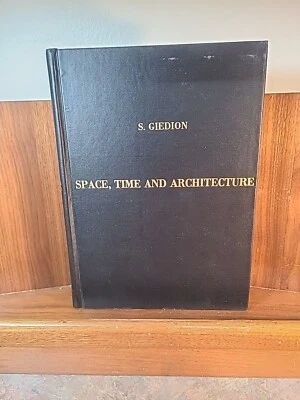 S. GIEDION
SPACE, TIME AND ARCHITECTURE